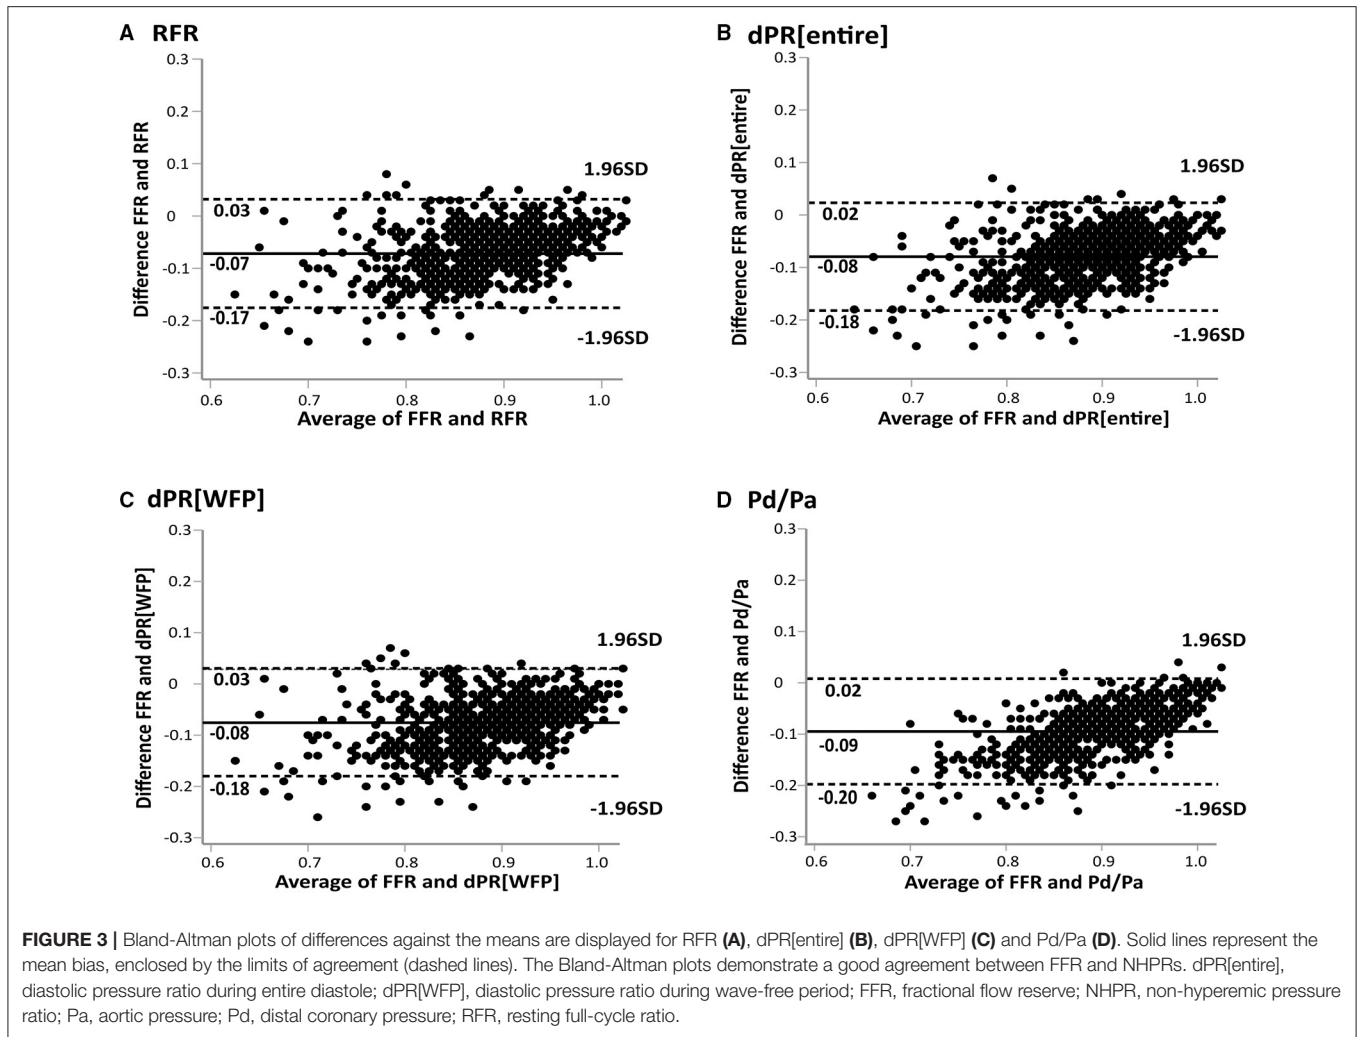 A RFR
0.3
0.2
0.1
0
-0.1
-0.2
-0.3
Difference FFR and RFR
1.96SD
0.03
-0.07
-0.17
-1.96SD
0.6 0.7 0.8 0.9 1.0
Average of FFR and RFR
B dPR[entire]
0.3
0.2
0.1
0
-0.1
-0.2
-0.3
Difference FFR and dPR[entire]
1.96SD
0.02
-0.08
-0.18
-1.96SD
0.6 0.7 0.8 0.9 1.0
Average of FFR and dPR[entire]
C dPR[WFP]
0.3
0.2
0.1
0
-0.1
-0.2
-0.3
Difference FFR and dPR[WFP]
1.96SD
0.03
-0.08
-0.18
-1.96SD
0.6 0.7 0.8 0.9 1.0
Average of FFR and dPR[WFP]
D Pd/Pa
0.3
0.2
0.1
0
-0.1
-0.2
-0.3
Difference FFR and Pd/Pa
1.96SD
0.02
-0.09
-0.20
-1.96SD
0.6 0.7 0.8 0.9 1.0
Average of FFR and Pd/Pa
FIGURE 3 | Bland-Altman plots of differences against the means are displayed for RFR (A), dPR[entire] (B), dPR[WFP] (C) and Pd/Pa (D). Solid lines represent the
mean bias, enclosed by the limits of agreement (dashed lines). The Bland-Altman plots demonstrate a good agreement between FFR and NHPRs. dPR[entire],
diastolic pressure ratio during entire diastole; dPR[WFP], diastolic pressure ratio during wave-free period; FFR, fractional flow reserve; NHPR, non-hyperemic pressure
ratio; Pa, aortic pressure; Pd, distal coronary pressure; RFR, resting full-cycle ratio.